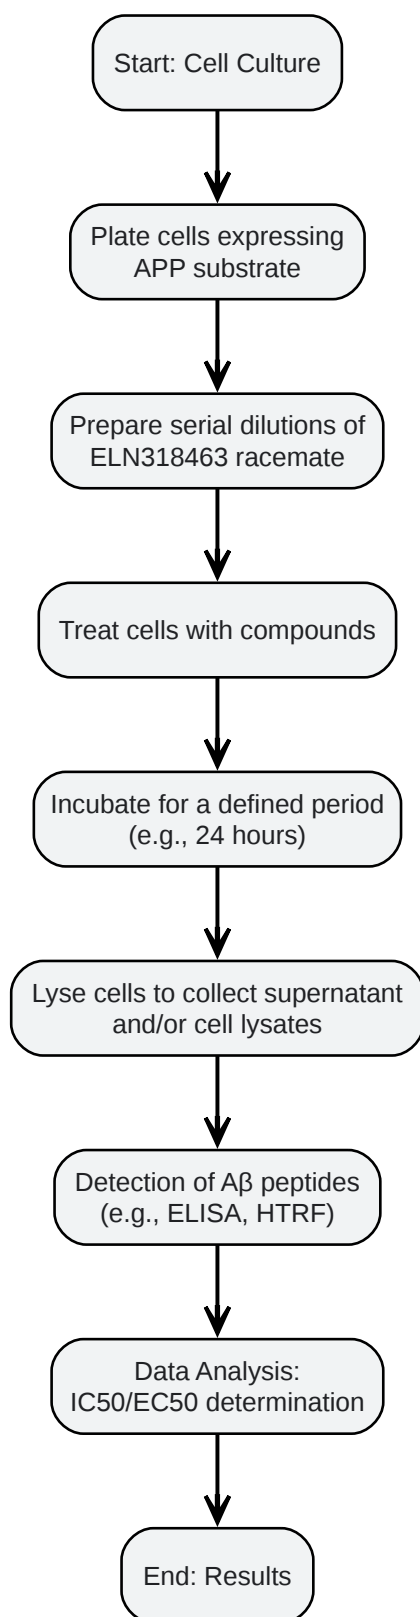 Start: Cell Culture
Plate cells expressing
APP substrate
Prepare serial dilutions of
ELN318463 racemate
Treat cells with compounds
Incubate for a defined period
(e.g., 24 hours)
Lyse cells to collect supernatant
and/or cell lysates
Detection of Aβ peptides
(e.g., ELISA, HTRF)
Data Analysis:
IC50/EC50 determination
End: Results